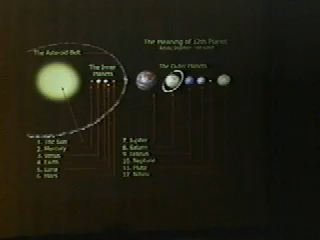 The Meaning of 12th Planet
The Asteroid Belt
The Inner
Planets
The Outer Planets
1. The Sun
2. Mercury
3. Venus
4. Earth
5. Luna
6. Mars
7. Jupiter
8. Saturn
9. Uranus
10. Neptune
11. Pluto
12. Nibiru